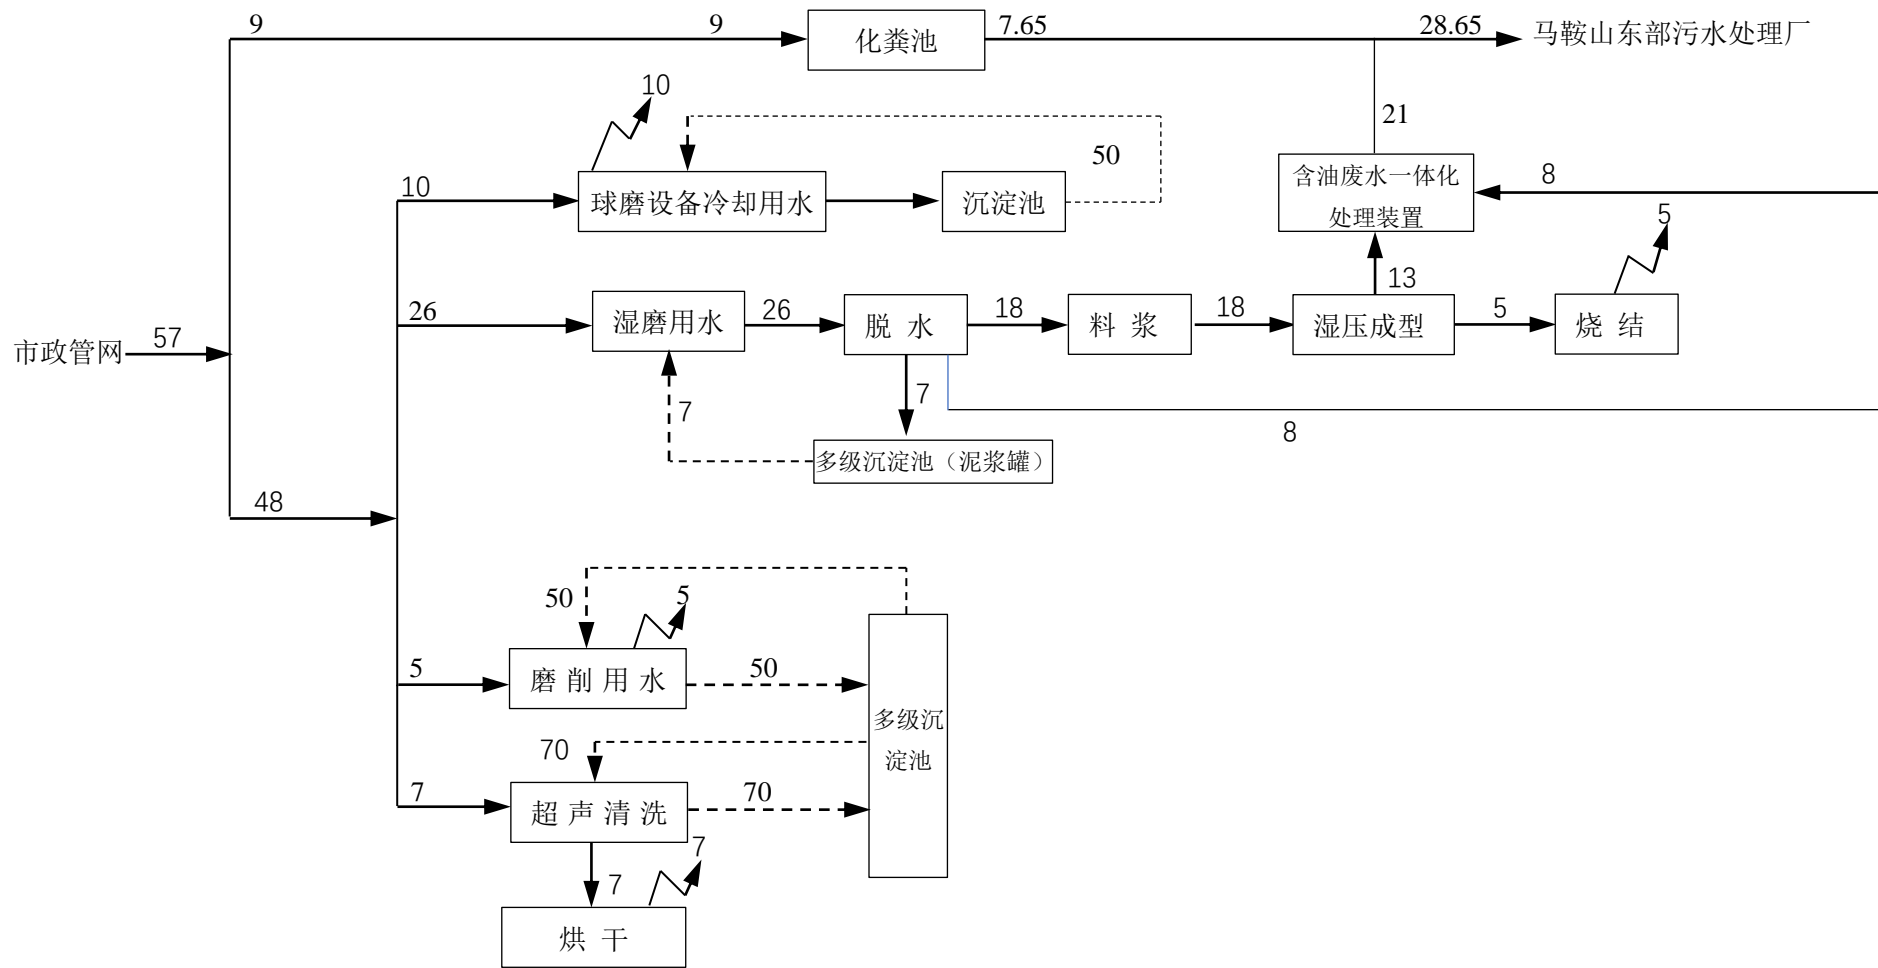 9
9
化粪池
7.65
28.65
马鞍山东部污水处理厂
10
21
50
含油废水一体化
处理装置
8
10
球磨设备冷却用水
沉淀池
5
13
26
湿磨用水
26
脱 水
18
料 浆
18
湿压成型
5
烧 结
市政管网
57
7
7
8
多级沉淀池（泥浆罐）
48
50
5
5
磨 削 用 水
50
多级沉
淀池
70
7
超 声 清 洗
70
7
7
烘 干